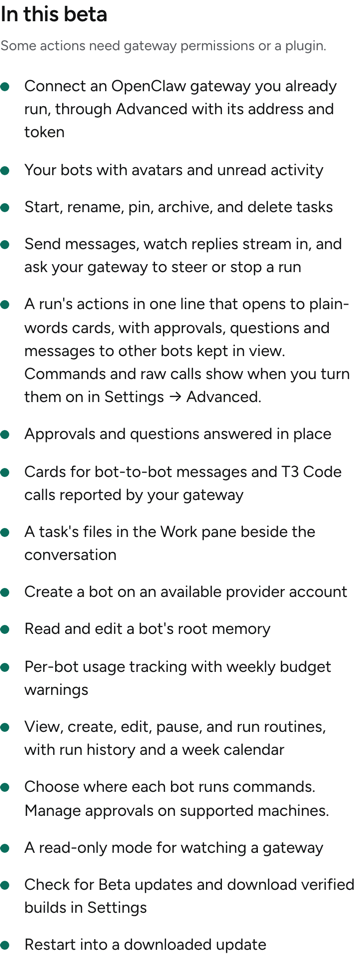 In this beta
Some actions need gateway permissions or a plugin.
Connect an OpenClaw gateway you already
run, through Advanced with its address and
token
Your bots with avatars and unread activity
Start, rename, pin, archive, and delete tasks
Send messages, watch replies stream in, and
ask your gateway to steer or stop a run
A run's actions in one line that opens to plain-
words cards, with approvals, questions and
messages to other bots kept in view.
Commands and raw calls show when you turn
them on in Settings → Advanced.
Approvals and questions answered in place
Cards for bot-to-bot messages and T3 Code
calls reported by your gateway
A task's files in the Work pane beside the
conversation
Create a bot on an available provider account
Read and edit a bot's root memory
Per-bot usage tracking with weekly budget
warnings
View, create, edit, pause, and run routines,
with run history and a week calendar
Choose where each bot runs commands.
Manage approvals on supported machines.
A read-only mode for watching a gateway
Check for Beta updates and download verified
builds in Settings
Restart into a downloaded update